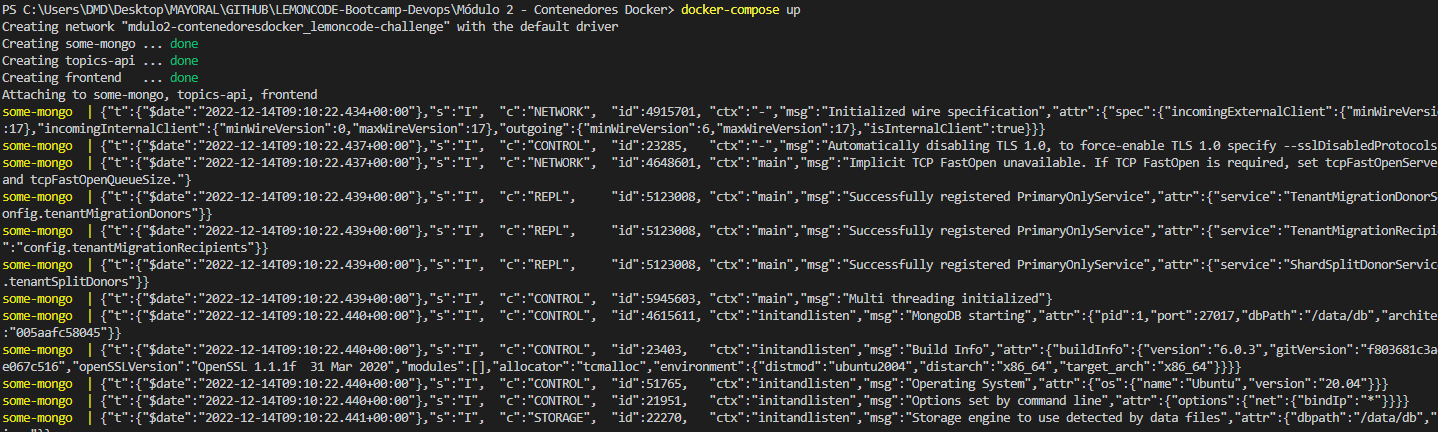 PS C:\Users\DMD\Desktop\MAYORAL\GITHUB\LEMONCODE-Bootcamp-Devops\Módulo 2 - Contenedores Docker> docker-compose up
Creating network "mdulo2-contenedoresdocker_lemoncode-challenge" with the default driver
Creating some-mongo ... done
Creating topics-api ... done
Creating frontend   ... done
Attaching to some-mongo, topics-api, frontend
some-mongo  | {"t":{"$date":"2022-12-14T09:10:22.434+00:00"},"s":"I",  "c":"NETWORK",  "id":4915701, "ctx":"-","msg":"Initialized wire specification","attr":{"spec":{"incomingExternalClient":{"minWireVersi
:17},"incomingInternalClient":{"minWireVersion":0,"maxWireVersion":17},"outgoing":{"minWireVersion":6,"maxWireVersion":17},"isInternalClient":true}}}
some-mongo  | {"t":{"$date":"2022-12-14T09:10:22.437+00:00"},"s":"I",  "c":"CONTROL",  "id":23285,   "ctx":"-","msg":"Automatically disabling TLS 1.0, to force-enable TLS 1.0 specify --sslDisabledProtocols
some-mongo  | {"t":{"$date":"2022-12-14T09:10:22.437+00:00"},"s":"I",  "c":"NETWORK",  "id":4648601, "ctx":"main","msg":"Implicit TCP FastOpen unavailable. If TCP FastOpen is required, set tcpFastOpenServe
and tcpFastOpenQueueSize."}
some-mongo  | {"t":{"$date":"2022-12-14T09:10:22.439+00:00"},"s":"I",  "c":"REPL",     "id":5123008, "ctx":"main","msg":"Successfully registered PrimaryOnlyService","attr":{"service":"TenantMigrationDonorS
onfig.tenantMigrationDonors"}}
some-mongo  | {"t":{"$date":"2022-12-14T09:10:22.439+00:00"},"s":"I",  "c":"REPL",     "id":5123008, "ctx":"main","msg":"Successfully registered PrimaryOnlyService","attr":{"service":"TenantMigrationRecipi
":"config.tenantMigrationRecipients"}}
some-mongo  | {"t":{"$date":"2022-12-14T09:10:22.439+00:00"},"s":"I",  "c":"REPL",     "id":5123008, "ctx":"main","msg":"Successfully registered PrimaryOnlyService","attr":{"service":"ShardSplitDonorServic
.tenantSplitDonors"}}
some-mongo  | {"t":{"$date":"2022-12-14T09:10:22.439+00:00"},"s":"I",  "c":"CONTROL",  "id":5945603, "ctx":"main","msg":"Multi threading initialized"}
some-mongo  | {"t":{"$date":"2022-12-14T09:10:22.440+00:00"},"s":"I",  "c":"CONTROL",  "id":4615611, "ctx":"initandlisten","msg":"MongoDB starting","attr":{"pid":1,"port":27017,"dbPath":"/data/db","archite
:"005aafc58045"}}
some-mongo  | {"t":{"$date":"2022-12-14T09:10:22.440+00:00"},"s":"I",  "c":"CONTROL",  "id":23403,   "ctx":"initandlisten","msg":"Build Info","attr":{"buildInfo":{"version":"6.0.3","gitVersion":"f803681c3a
e067c516","openSSLVersion":"OpenSSL 1.1.1f  31 Mar 2020","modules":[],"allocator":"tcmalloc","environment":{"distmod":"ubuntu2004","distarch":"x86_64","target_arch":"x86_64"}}}}
some-mongo  | {"t":{"$date":"2022-12-14T09:10:22.440+00:00"},"s":"I",  "c":"CONTROL",  "id":51765,   "ctx":"initandlisten","msg":"Operating System","attr":{"os":{"name":"Ubuntu","version":"20.04"}}}
some-mongo  | {"t":{"$date":"2022-12-14T09:10:22.440+00:00"},"s":"I",  "c":"CONTROL",  "id":21951,   "ctx":"initandlisten","msg":"Options set by command line","attr":{"options":{"net":{"bindIp":"*"}}}}
some-mongo  | {"t":{"$date":"2022-12-14T09:10:22.441+00:00"},"s":"I",  "c":"STORAGE",  "id":22270,   "ctx":"initandlisten","msg":"Storage engine to use detected by data files","attr":{"dbpath":"/data/db","